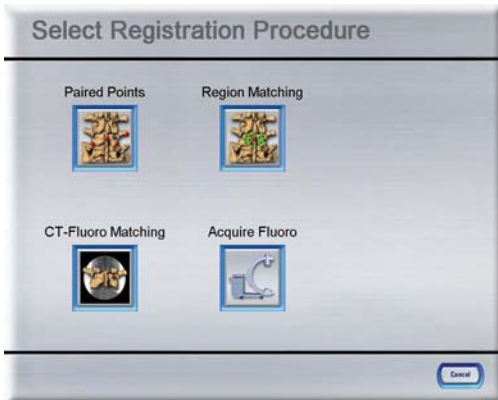 Select Registration Procedure
Paired Points
Region Matching
CT-Fluoro Matching
Acquire Fluoro
Cancel